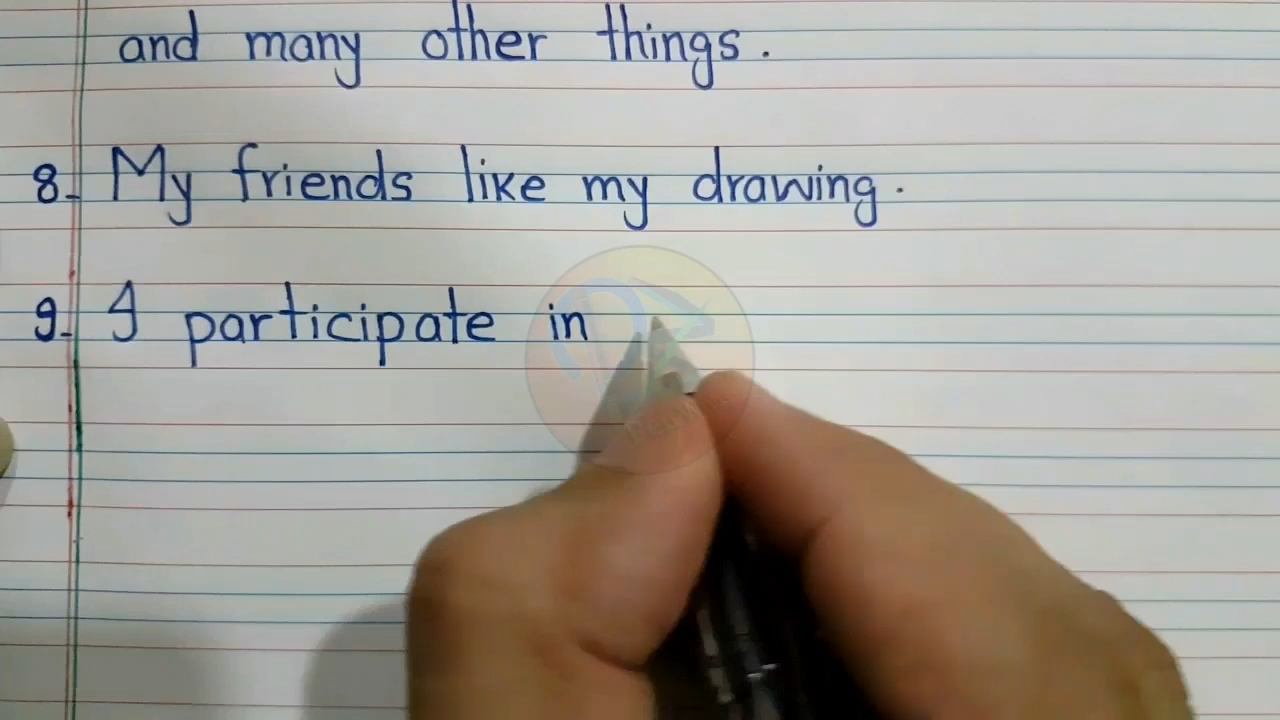 and many other things.
8. My friends like my drawing.
9. I participate in